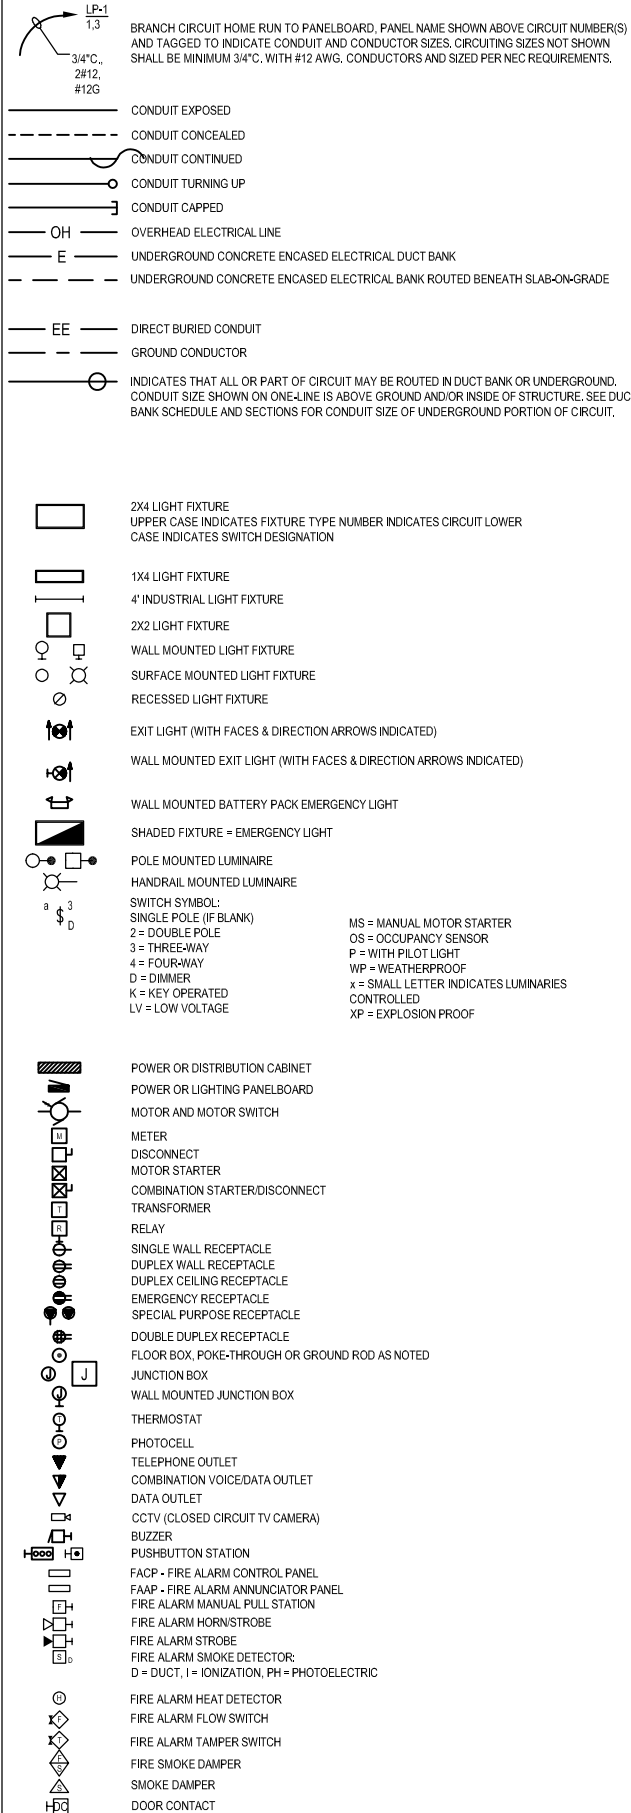 LP-1
1,3
3/4"C.,
2#12,
#12G
BRANCH CIRCUIT HOME RUN TO PANELBOARD, PANEL NAME SHOWN ABOVE CIRCUIT NUMBER(S)
AND TAGGED TO INDICATE CONDUIT AND CONDUCTOR SIZES. CIRCUITING SIZES NOT SHOWN
SHALL BE MINIMUM 3/4"C. WITH #12 AWG. CONDUCTORS AND SIZED PER NEC REQUIREMENTS.
CONDUIT EXPOSED
CONDUIT CONCEALED
CONDUIT CONTINUED
CONDUIT TURNING UP
CONDUIT CAPPED
OH OVERHEAD ELECTRICAL LINE
E UNDERGROUND CONCRETE ENCASED ELECTRICAL DUCT BANK
UNDERGROUND CONCRETE ENCASED ELECTRICAL BANK ROUTED BENEATH SLAB-ON-GRADE
EE DIRECT BURIED CONDUIT
GROUND CONDUCTOR
INDICATES THAT ALL OR PART OF CIRCUIT MAY BE ROUTED IN DUCT BANK OR UNDERGROUND.
CONDUIT SIZE SHOWN ON ONE-LINE IS ABOVE GROUND AND/OR INSIDE OF STRUCTURE. SEE DUC
BANK SCHEDULE AND SECTIONS FOR CONDUIT SIZE OF UNDERGROUND PORTION OF CIRCUIT.
2X4 LIGHT FIXTURE
UPPER CASE INDICATES FIXTURE TYPE NUMBER INDICATES CIRCUIT LOWER
CASE INDICATES SWITCH DESIGNATION
1X4 LIGHT FIXTURE
4' INDUSTRIAL LIGHT FIXTURE
2X2 LIGHT FIXTURE
WALL MOUNTED LIGHT FIXTURE
SURFACE MOUNTED LIGHT FIXTURE
RECESSED LIGHT FIXTURE
EXIT LIGHT (WITH FACES & DIRECTION ARROWS INDICATED)
WALL MOUNTED EXIT LIGHT (WITH FACES & DIRECTION ARROWS INDICATED)
WALL MOUNTED BATTERY PACK EMERGENCY LIGHT
SHADED FIXTURE = EMERGENCY LIGHT
POLE MOUNTED LUMINAIRE
HANDRAIL MOUNTED LUMINAIRE
a $ 3 D
SWITCH SYMBOL:
SINGLE POLE (IF BLANK)
2 = DOUBLE POLE
3 = THREE-WAY
4 = FOUR-WAY
D = DIMMER
K = KEY OPERATED
LV = LOW VOLTAGE
MS = MANUAL MOTOR STARTER
OS = OCCUPANCY SENSOR
P = WITH PILOT LIGHT
WP = WEATHERPROOF
x = SMALL LETTER INDICATES LUMINARIES
CONTROLLED
XP = EXPLOSION PROOF
POWER OR DISTRIBUTION CABINET
POWER OR LIGHTING PANELBOARD
MOTOR AND MOTOR SWITCH
M METER
DISCONNECT
MOTOR STARTER
COMBINATION STARTER/DISCONNECT
T TRANSFORMER
R RELAY
SINGLE WALL RECEPTACLE
DUPLEX WALL RECEPTACLE
DUPLEX CEILING RECEPTACLE
EMERGENCY RECEPTACLE
SPECIAL PURPOSE RECEPTACLE
DOUBLE DUPLEX RECEPTACLE
FLOOR BOX, POKE-THROUGH OR GROUND ROD AS NOTED
J J JUNCTION BOX
J WALL MOUNTED JUNCTION BOX
T THERMOSTAT
P PHOTOCELL
TELEPHONE OUTLET
COMBINATION VOICE/DATA OUTLET
DATA OUTLET
CCTV (CLOSED CIRCUIT TV CAMERA)
BUZZER
PUSHBUTTON STATION
FACP - FIRE ALARM CONTROL PANEL
FAAP - FIRE ALARM ANNUNCIATOR PANEL
F FIRE ALARM MANUAL PULL STATION
FIRE ALARM HORN/STROBE
FIRE ALARM STROBE
S D FIRE ALARM SMOKE DETECTOR:
D = DUCT, I = IONIZATION, PH = PHOTOELECTRIC
H FIRE ALARM HEAT DETECTOR
F FIRE ALARM FLOW SWITCH
T FIRE ALARM TAMPER SWITCH
F S FIRE SMOKE DAMPER
S SMOKE DAMPER
DC DOOR CONTACT